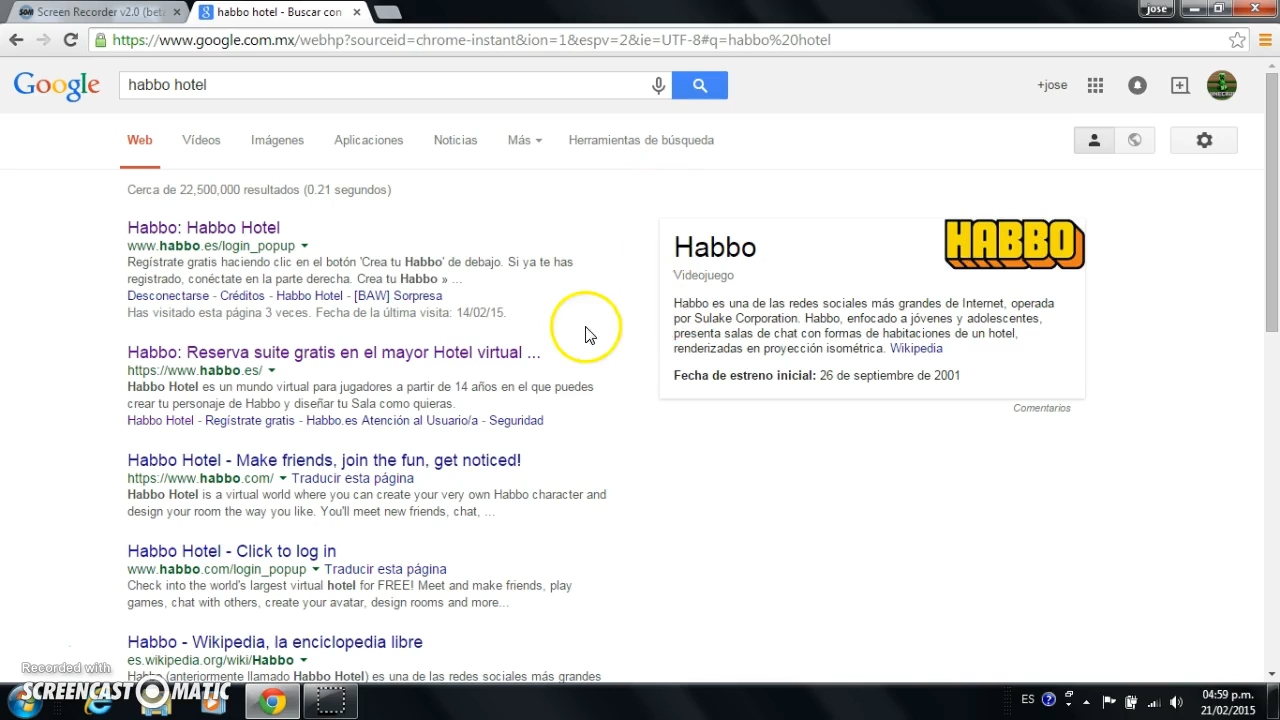 Screen Recorder v2.0 (beta
habbo hotel - Buscar con
jose
https://www.google.com.mx/webhp?sourceid=chrome-instant&ion=1&espv=2&ie=UTF-8#q=habbo%20hotel
Google
habbo hotel
+jose
Web
Vídeos
Imágenes
Aplicaciones
Noticias
Más
Herramientas de búsqueda
Cerca de 22,500,000 resultados (0.21 segundos)
Habbo: Habbo Hotel
www.habbo.es/login_popup
Regístrate gratis haciendo clic en el botón 'Crea tu Habbo' de debajo. Si ya te has
registrado, conéctate en la parte derecha. Crea tu Habbo » ...
Desconectarse - Créditos - Habbo Hotel - [BAW] Sorpresa
Has visitado esta página 3 veces. Fecha de la última visita: 14/02/15.
Habbo: Reserva suite gratis en el mayor Hotel virtual ...
https://www.habbo.es/
Habbo Hotel es un mundo virtual para jugadores a partir de 14 años en el que puedes
crear tu personaje de Habbo y diseñar tu Sala como quieras.
Habbo Hotel - Regístrate gratis - Habbo.es Atención al Usuario/a - Seguridad
Habbo Hotel - Make friends, join the fun, get noticed!
https://www.habbo.com/ Traducir esta página
Habbo Hotel is a virtual world where you can create your very own Habbo character and
design your room the way you like. You'll meet new friends, chat, ...
Habbo Hotel - Click to log in
www.habbo.com/login_popup Traducir esta página
Check into the world's largest virtual hotel for FREE! Meet and make friends, play
games, chat with others, create your avatar, design rooms and more...
Habbo - Wikipedia, la enciclopedia libre
es.wikipedia.org/wiki/Habbo
Habbo (anteriormente llamado Habbo Hotel) es una de las redes sociales más grandes
Habbo
HABBO
Videojuego
Habbo es una de las redes sociales más grandes de Internet, operada
por Sulake Corporation. Habbo, enfocado a jóvenes y adolescentes,
presenta salas de chat con formas de habitaciones de un hotel,
renderizadas en proyección isométrica. Wikipedia
Fecha de estreno inicial: 26 de septiembre de 2001
Comentarios
Recorded with
SCREENCAST MATIC
ES
04:59 p.m.
21/02/2015